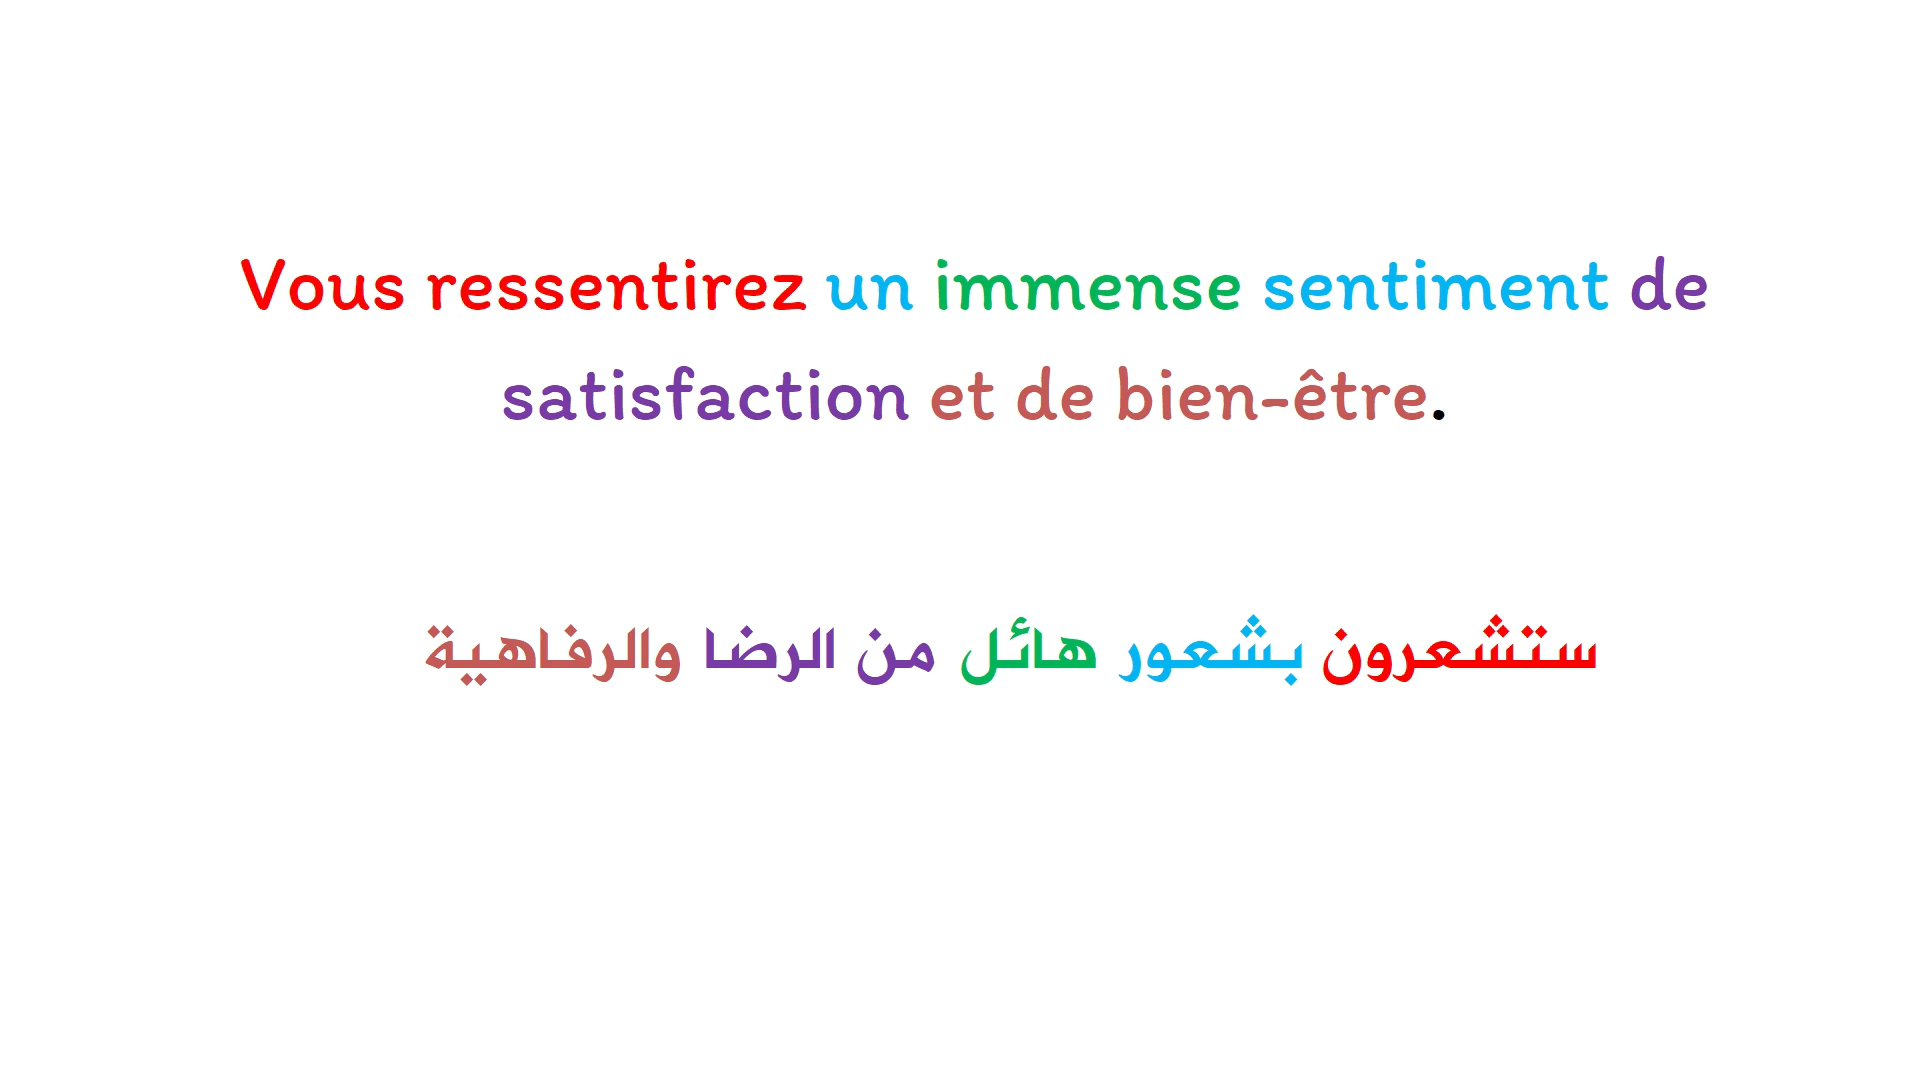 Vous ressentirez un immense sentiment de
satisfaction et de bien-être.
ستشعرون بشعور هائل من الرضا والرفاهية